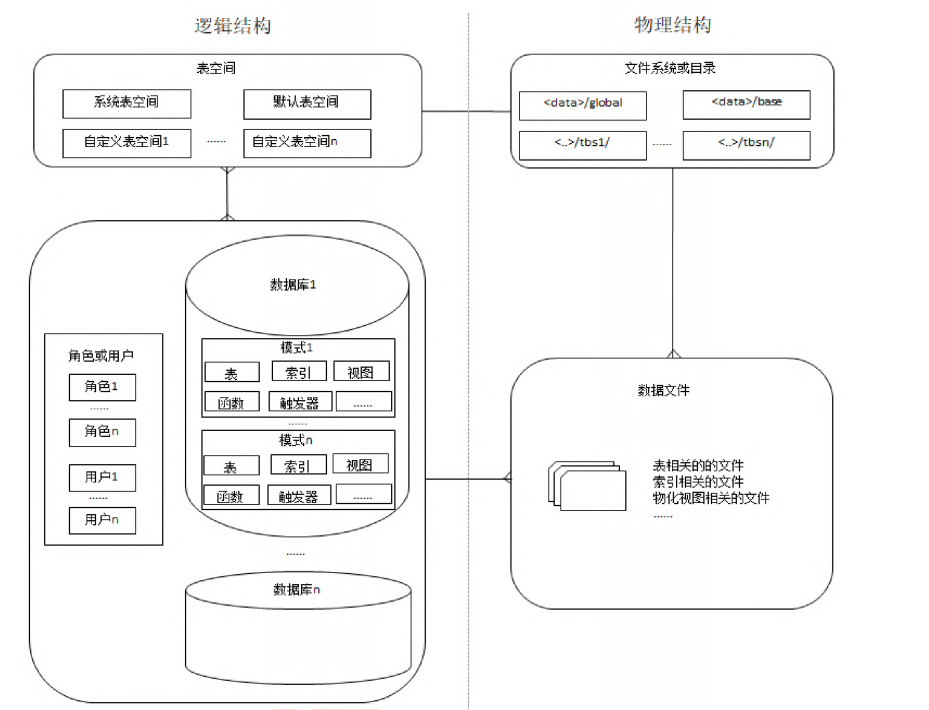 逻辑结构
物理结构
表空间
系统表空间
默认表空间
自定义表空间1
......
自定义表空间n
文件系统或目录
<data>/global
<data>/base
<..>/tbs1/
......
<..>/tbsn/
角色或用户
角色1
......
角色n
用户1
......
用户n
数据库1
模式1
表
索引
视图
函数
触发器
......
......
模式n
表
索引
视图
函数
触发器
......
......
数据库n
数据文件
表相关的的文件
索引相关的文件
物化视图相关的文件
......